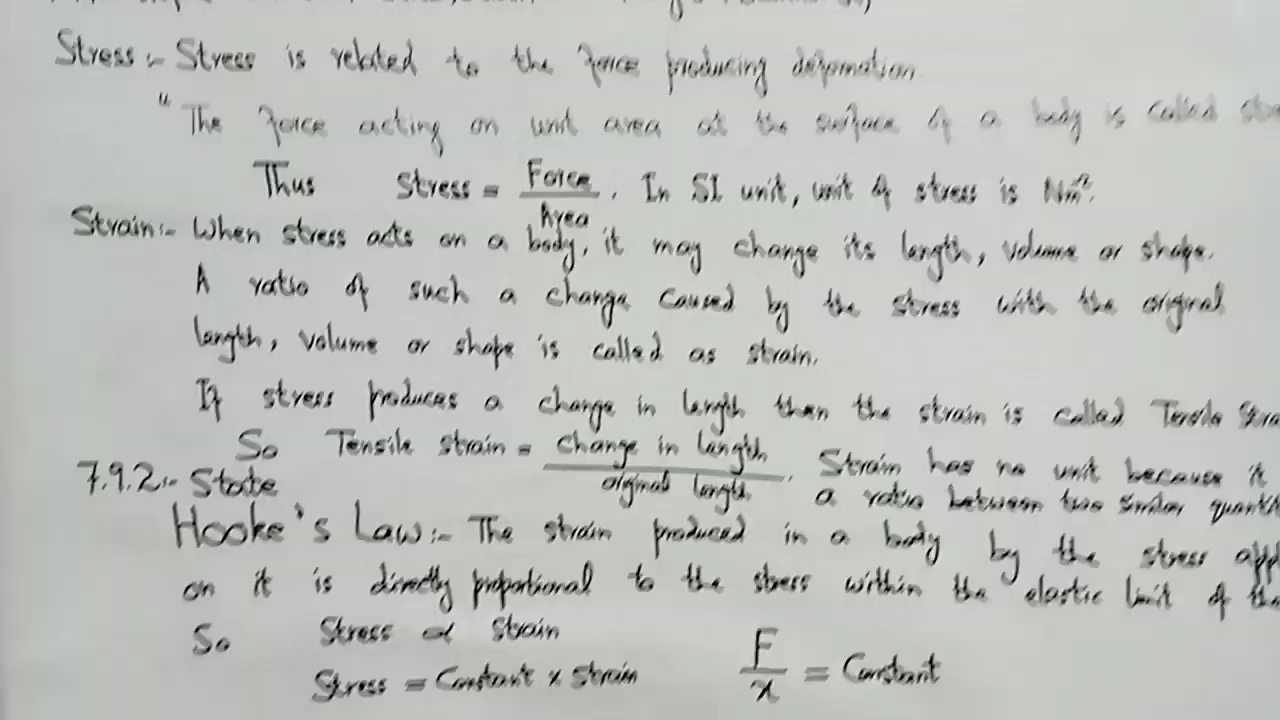 Stress :- Stress is related to the force producing deformation
" The force acting on unit area at the surface of a body is called
Thus Stress = Force / Area . In SI unit, unit of stress is Nm⁻².
Strain:- When stress acts on a body, it may change its length, volume or shape.
A ratio of such a change caused by the stress with the original
length, volume or shape is called as strain.
If stress produces a change in length then the strain is called Tensile
So Tensile strain = change in length / original length . Strain has no unit because it
7.9.2:- State
a ratio between two similar
Hooke's Law:- The strain produced in a body by the stress
on it is directly proportional to the stress within the elastic limit of the
So Stress ∝ strain
Stress = Constant x strain F / x = Constant